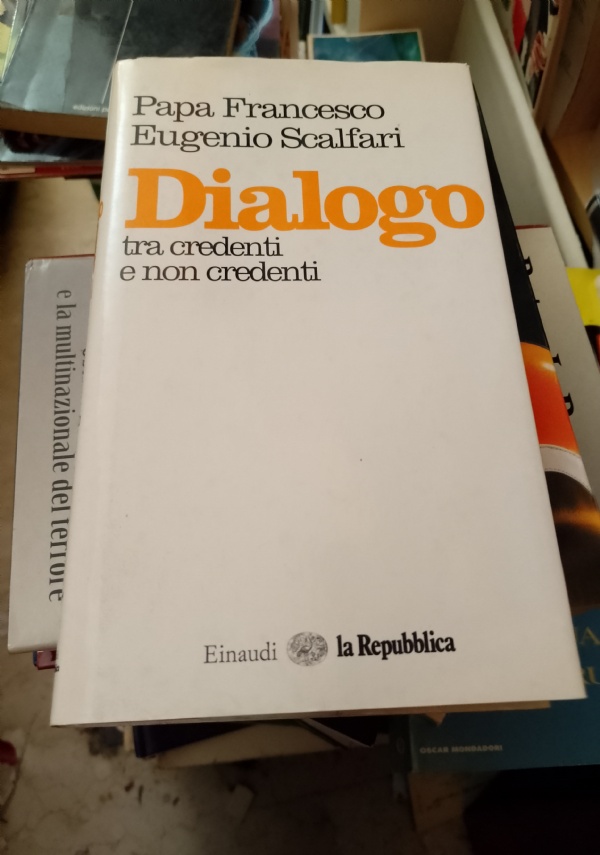 Papa Francesco
Eugenio Scalfari
Dialogo
tra credenti
e non credenti
Einaudi la Repubblica
e la multinazionale del terrore
OSCAR MONDADORI